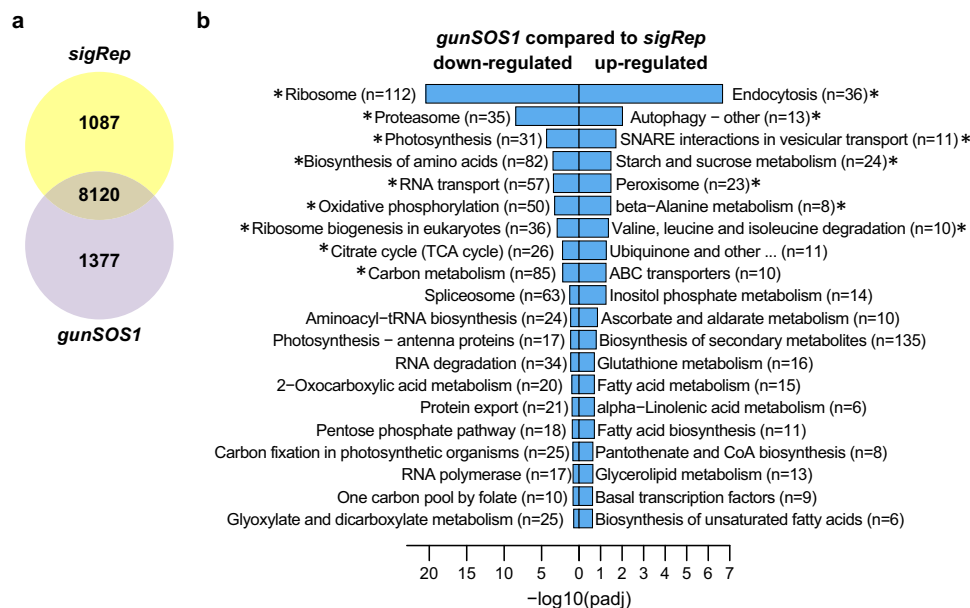 a
sigRep
1087
8120
1377
gunSOS1
b
gunSOS1 compared to sigRep
down-regulated up-regulated
*Ribosome (n=112) Endocytosis (n=36)*
*Proteasome (n=35) Autophagy − other (n=13)*
*Photosynthesis (n=31) SNARE interactions in vesicular transport (n=11)*
*Biosynthesis of amino acids (n=82) Starch and sucrose metabolism (n=24)*
*RNA transport (n=57) Peroxisome (n=23)*
*Oxidative phosphorylation (n=50) beta−Alanine metabolism (n=8)*
*Ribosome biogenesis in eukaryotes (n=36) Valine, leucine and isoleucine degradation (n=10)*
*Citrate cycle (TCA cycle) (n=26) Ubiquinone and other ... (n=11)
*Carbon metabolism (n=85) ABC transporters (n=10)
Spliceosome (n=63) Inositol phosphate metabolism (n=14)
Aminoacyl−tRNA biosynthesis (n=24) Ascorbate and aldarate metabolism (n=10)
Photosynthesis − antenna proteins (n=17) Biosynthesis of secondary metabolites (n=135)
RNA degradation (n=34) Glutathione metabolism (n=16)
2−Oxocarboxylic acid metabolism (n=20) Fatty acid metabolism (n=15)
Protein export (n=21) alpha−Linolenic acid metabolism (n=6)
Pentose phosphate pathway (n=18) Fatty acid biosynthesis (n=11)
Carbon fixation in photosynthetic organisms (n=25) Pantothenate and CoA biosynthesis (n=8)
RNA polymerase (n=17) Glycerolipid metabolism (n=13)
One carbon pool by folate (n=10) Basal transcription factors (n=9)
Glyoxylate and dicarboxylate metabolism (n=25) Biosynthesis of unsaturated fatty acids (n=6)
20 15 10 5 0 1 2 3 4 5 6 7
−log10(padj)